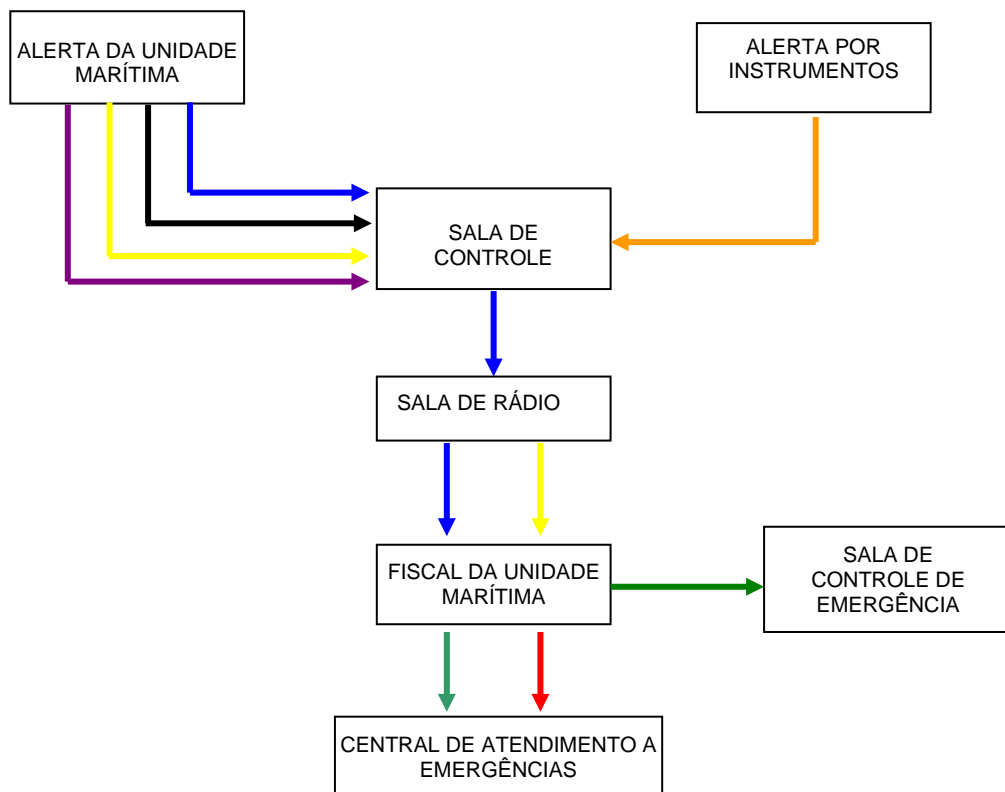 ALERTA DA UNIDADE
MARÍTIMA
ALERTA POR
INSTRUMENTOS
SALA DE
CONTROLE
SALA DE RÁDIO
FISCAL DA UNIDADE
MARÍTIMA
SALA DE
CONTROLE DE
EMERGÊNCIA
CENTRAL DE ATENDIMENTO A
EMERGÊNCIAS